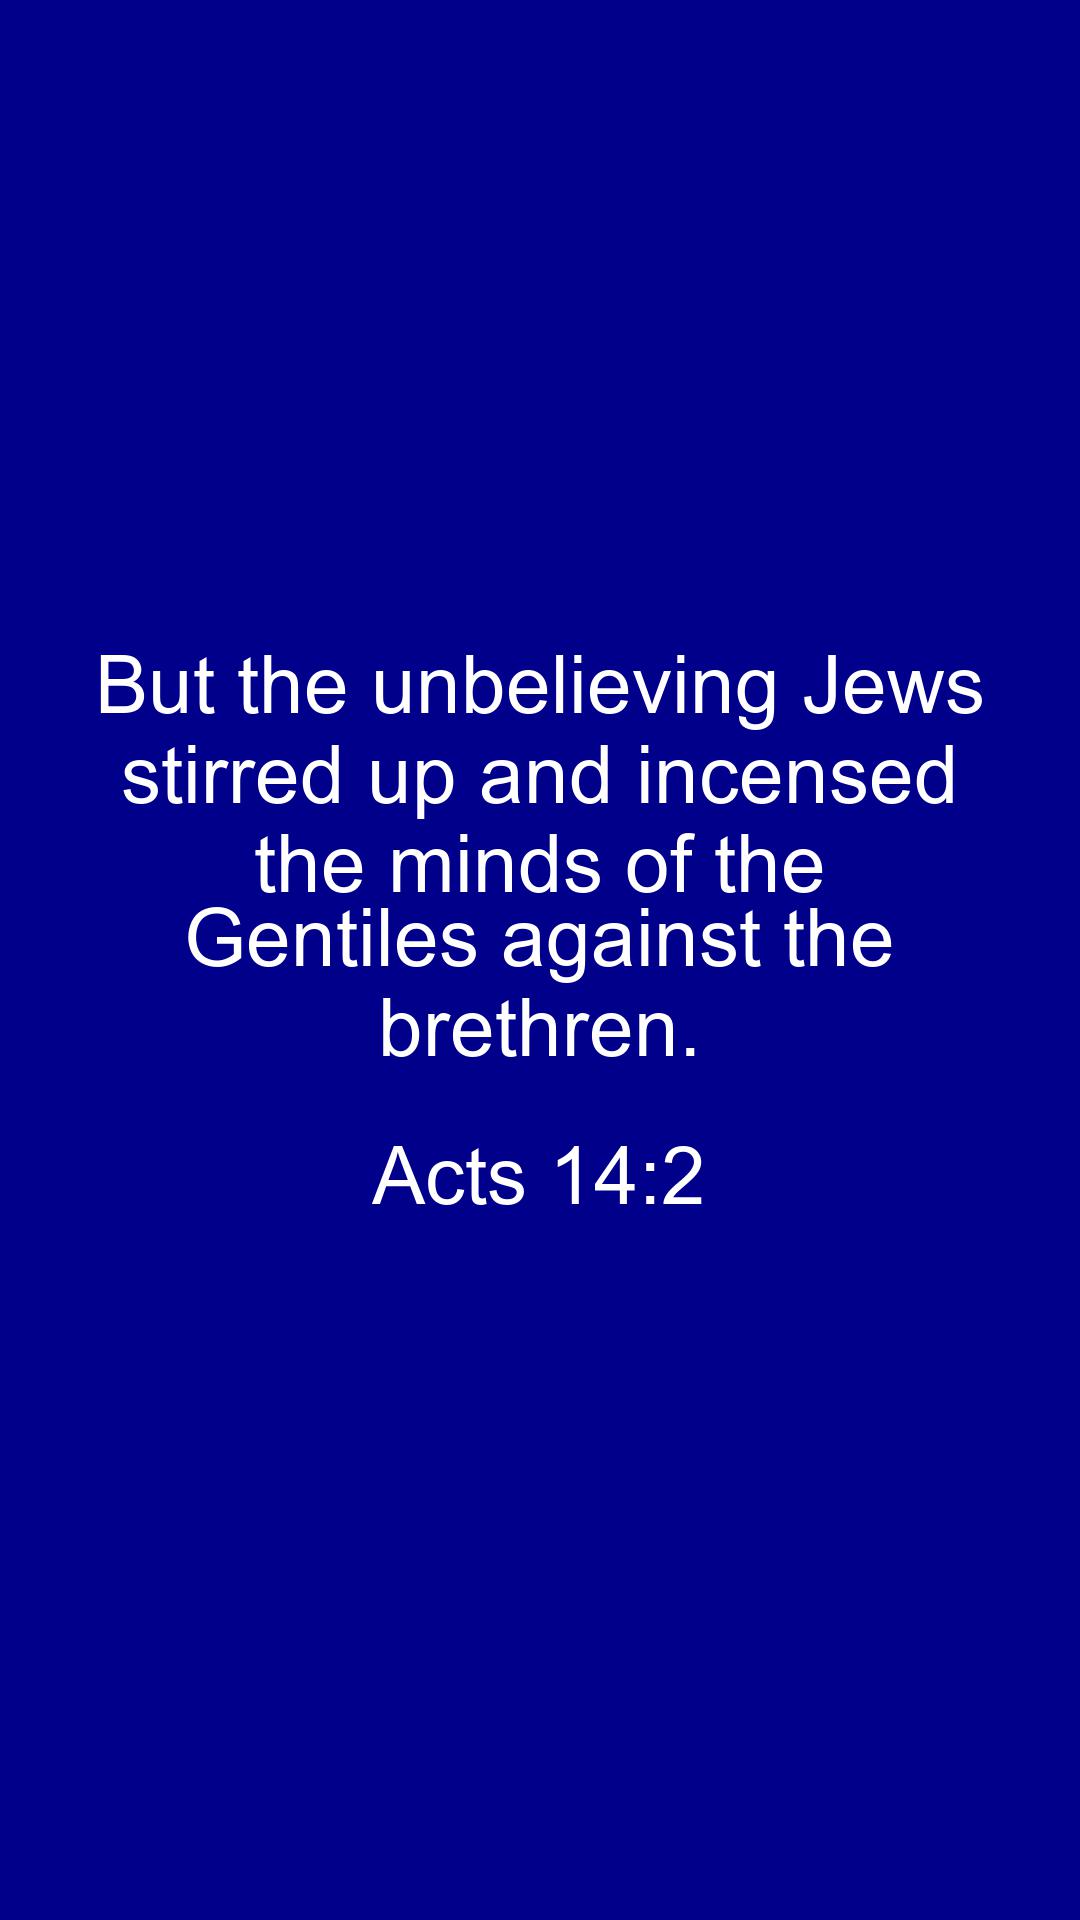 But the unbelieving Jews
stirred up and incensed
the minds of the
Gentiles against the
brethren.
Acts 14:2